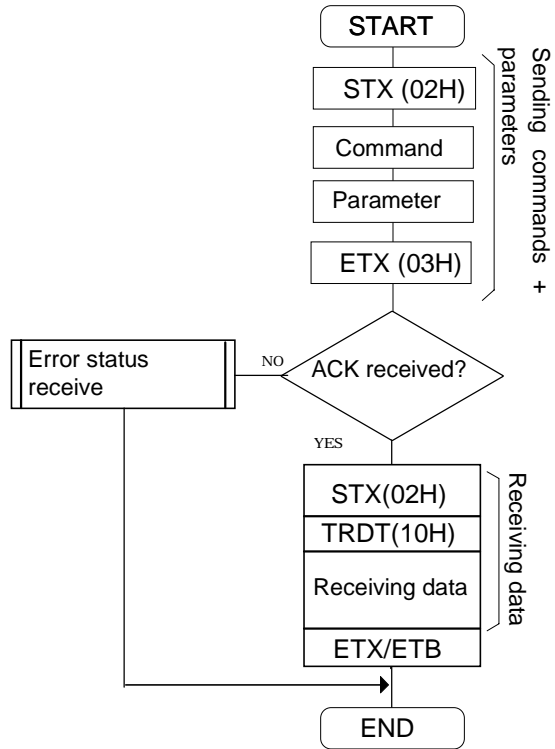 START
Sending commands +
parameters
STX (02H)
Command
Parameter
ETX (03H)
ACK received?
NO
Error status
receive
YES
STX(02H)
TRDT(10H)
Receiving data
ETX/ETB
Receiving data
END